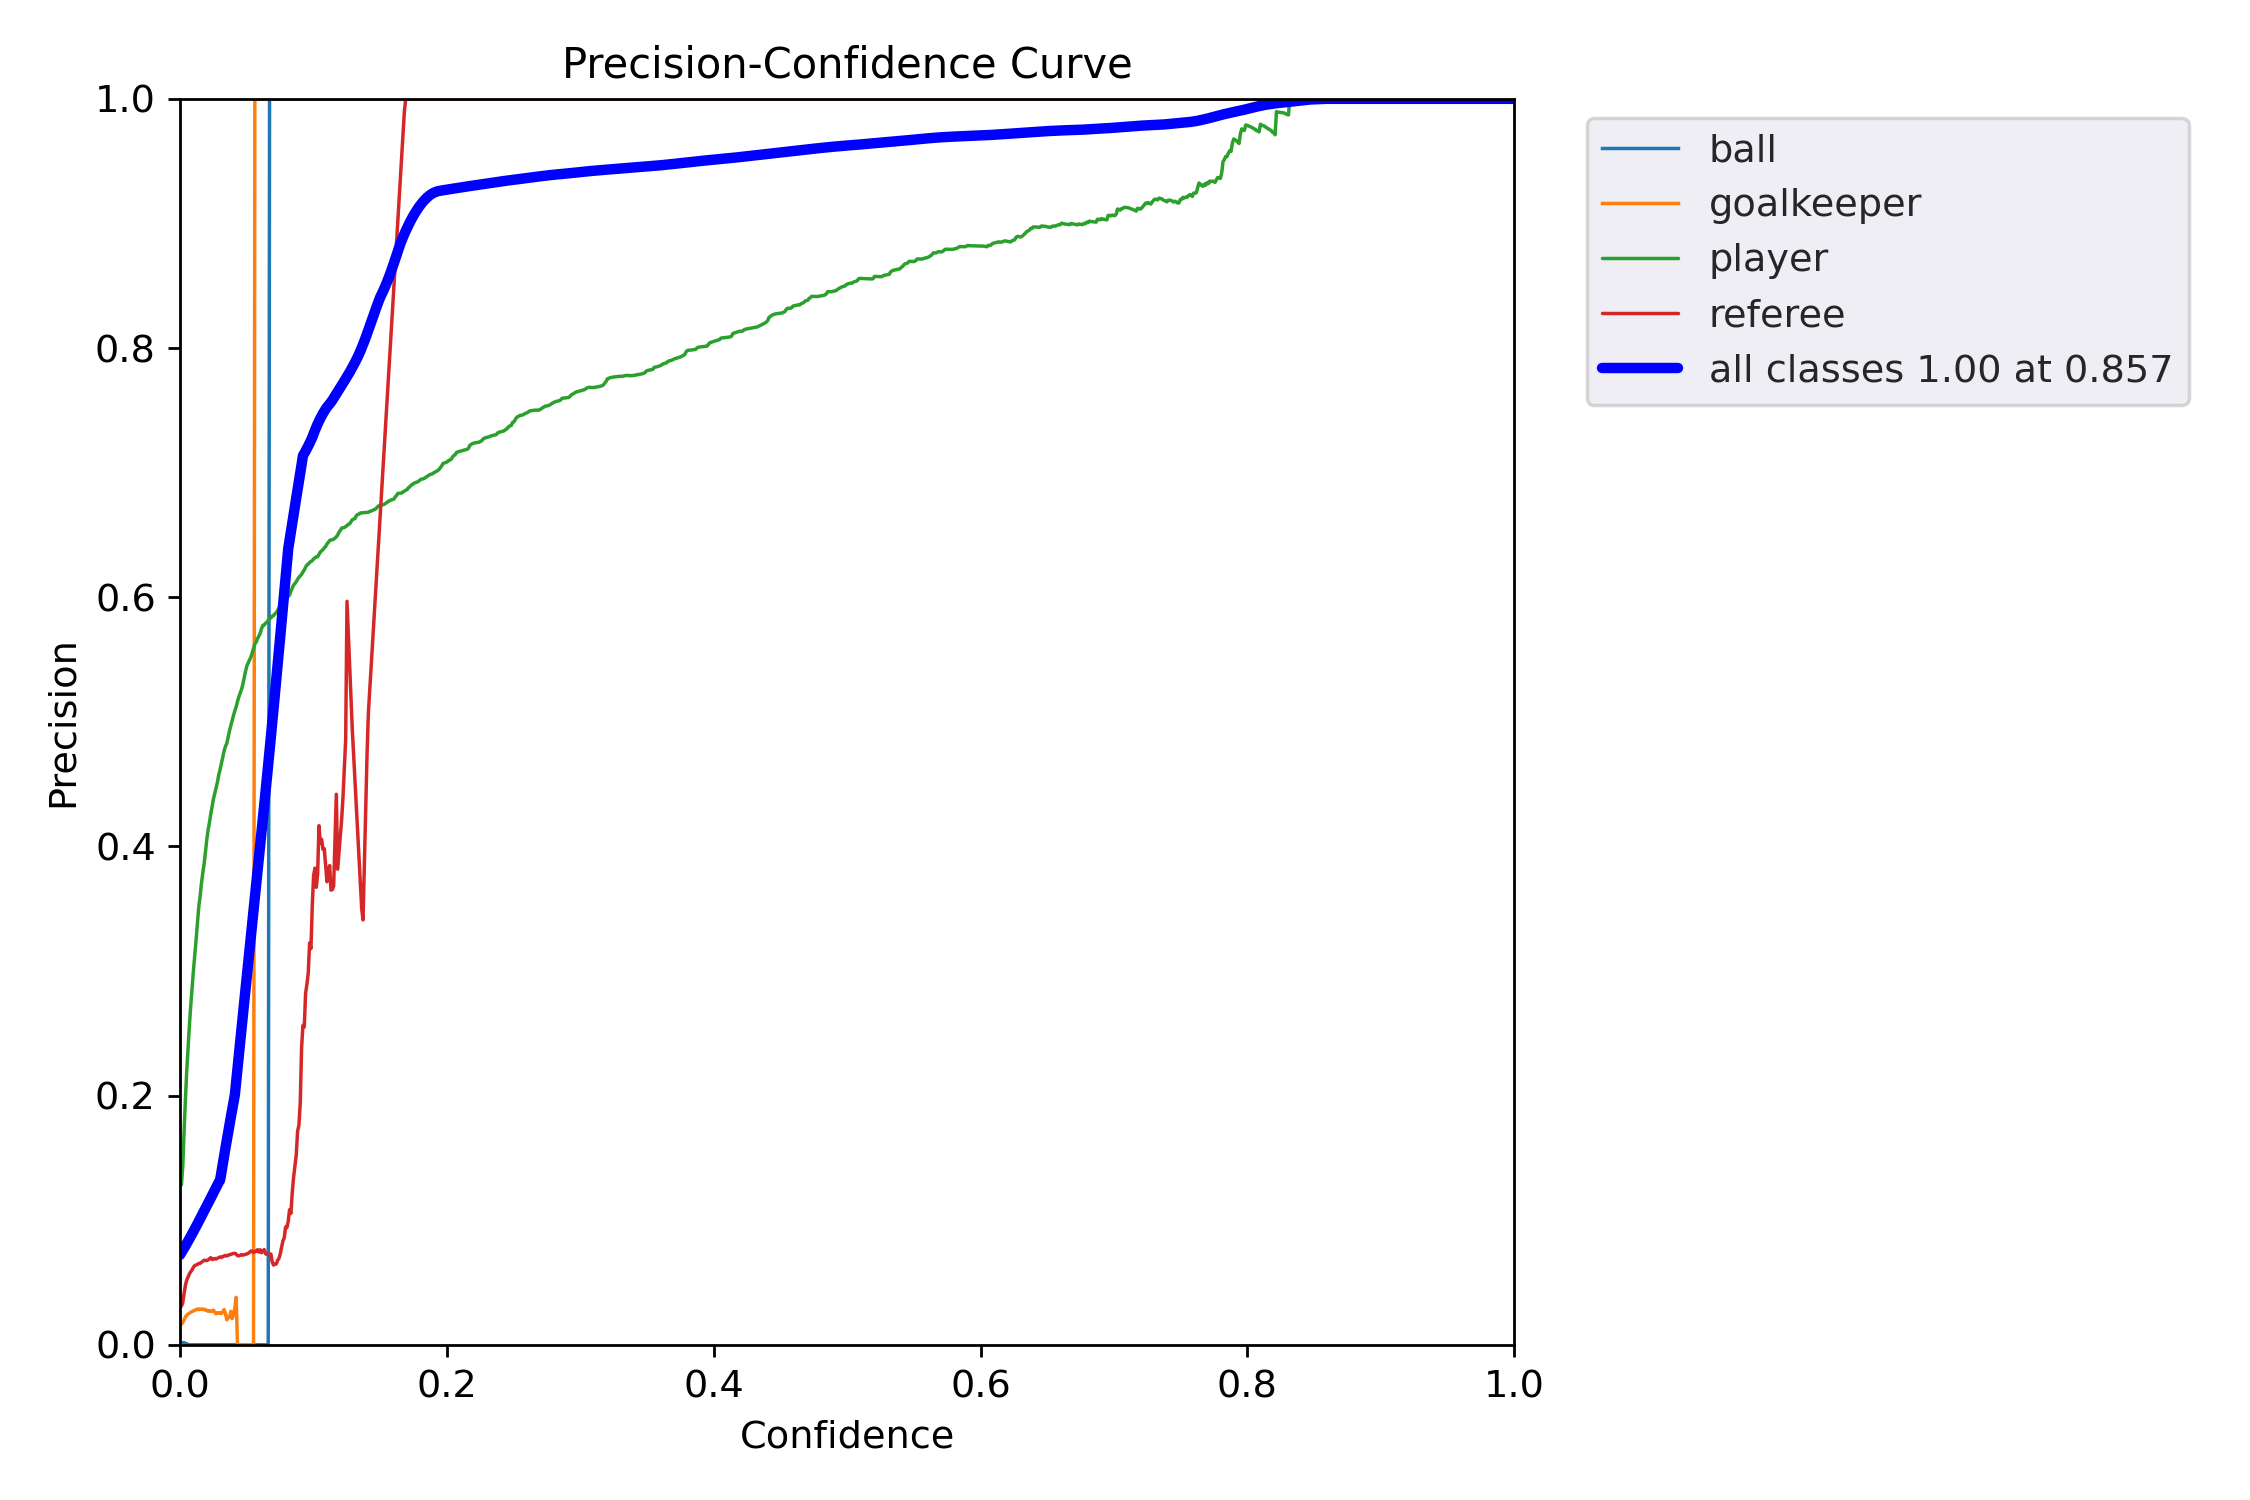 Precision-Confidence Curve
1.0
0.8
0.6
0.4
0.2
0.0
Precision
0.0 0.2 0.4 0.6 0.8 1.0
Confidence
ball
goalkeeper
player
referee
all classes 1.00 at 0.857